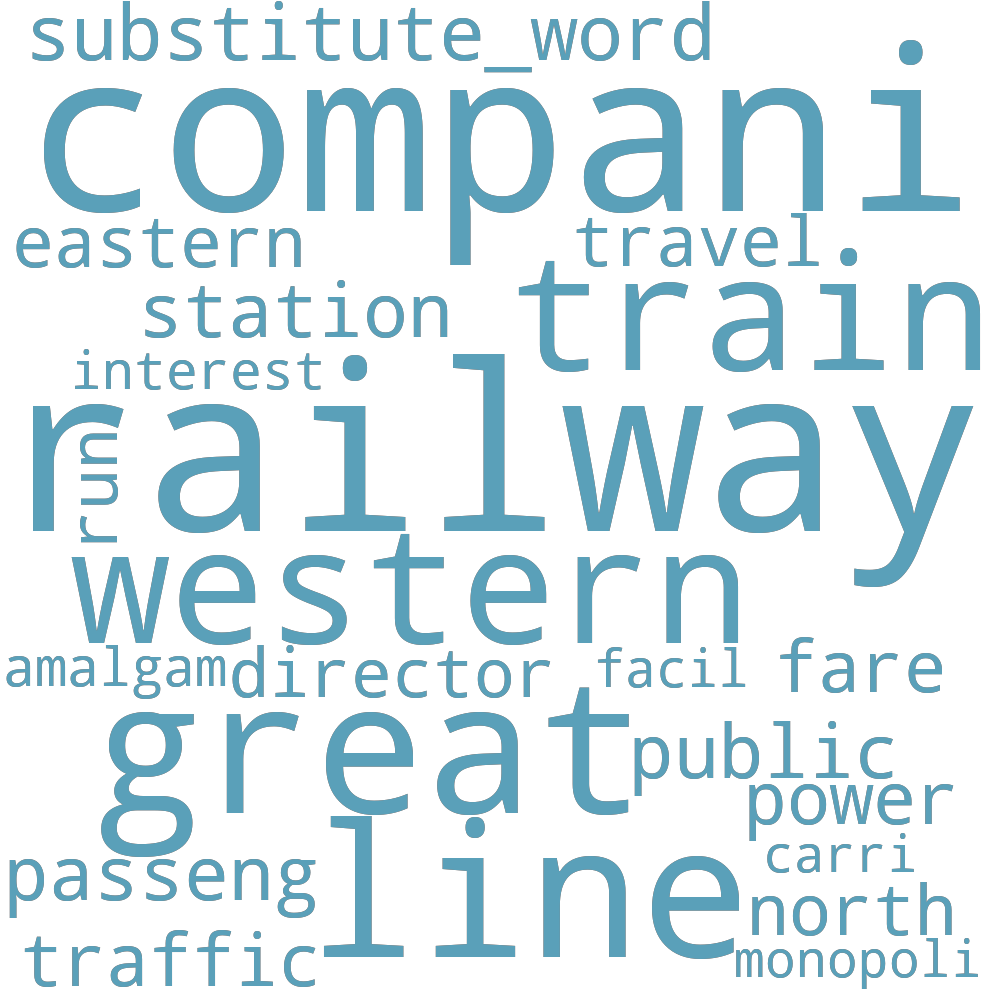 substitute_word
compani
eastern
travel
station
train
interest
railway
run
western
amalgam
director
facil
fare
great
public
power
line
carri
passeng
north
traffic
monopoli